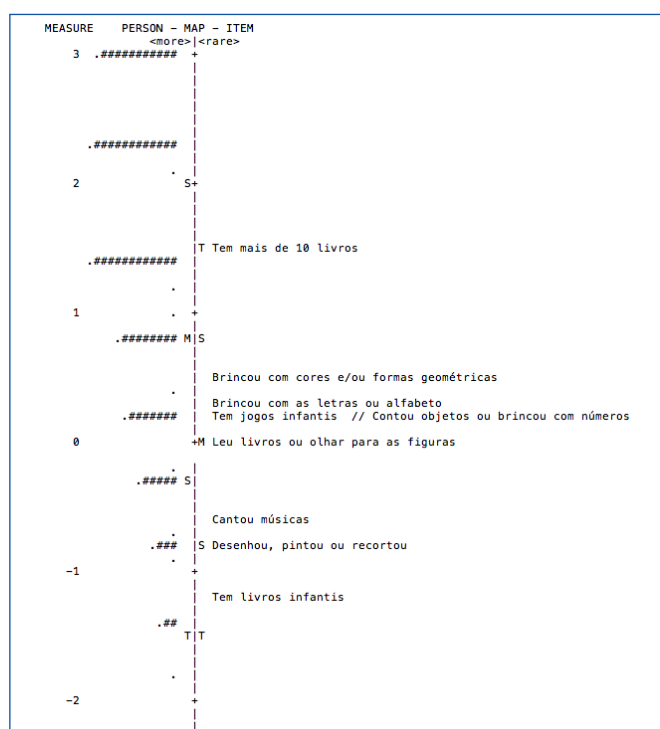 MEASURE PERSON - MAP - ITEM
<more>|<rare>
3 .########### +
|
|
|
|
|
|
.############ |
. |
2 S+
|
|
|
|
|T Tem mais de 10 livros
.############ |
|
. |
|
1 . +
|
.######## M|S
|
|
| Brincou com cores e/ou formas geométricas
. |
| Brincou com as letras ou alfabeto
.####### | Tem jogos infantis // Contou objetos ou brincou com números
|
0 +M Leu livros ou olhar para as figuras
|
. |
.##### S|
|
|
| Cantou músicas
. |
.### |S Desenhou, pintou ou recortou
. |
-1 +
|
| Tem livros infantis
|
.## |
T|T
|
|
. |
|
-2 +
|
|